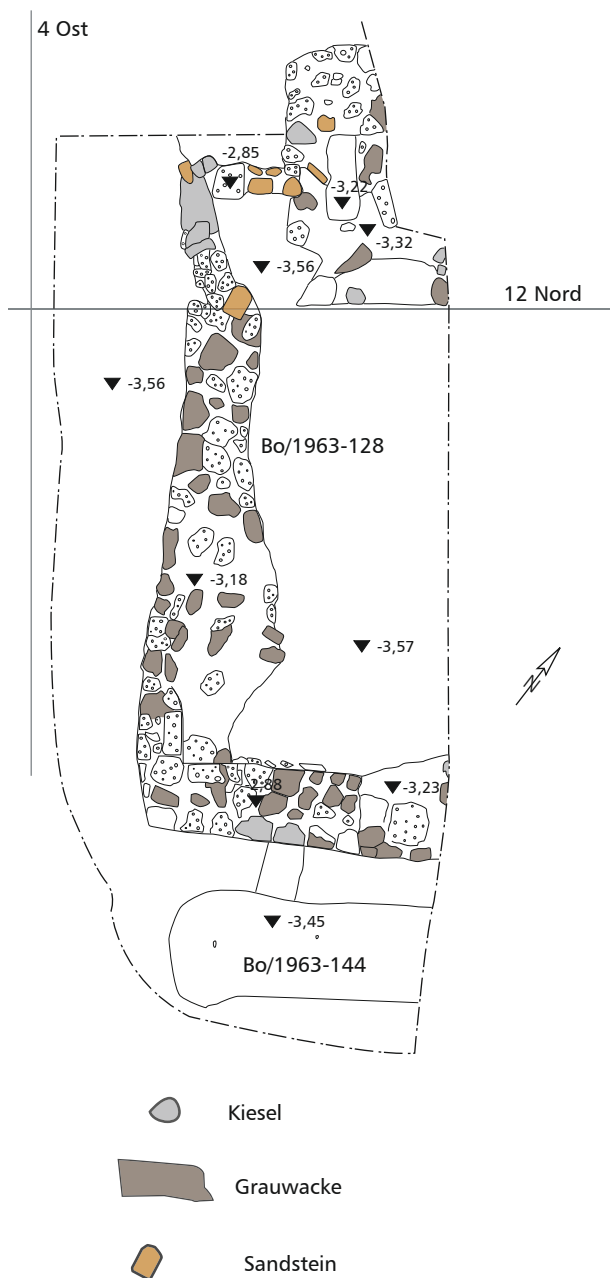 4 Ost
-2,85
-3,22
-3,32
-3,56
12 Nord
-3,56
Bo/1963-128
-3,18
-3,57
N
-2,88
-3,23
-3,45
Bo/1963-144
Kiesel
Grauwacke
Sandstein